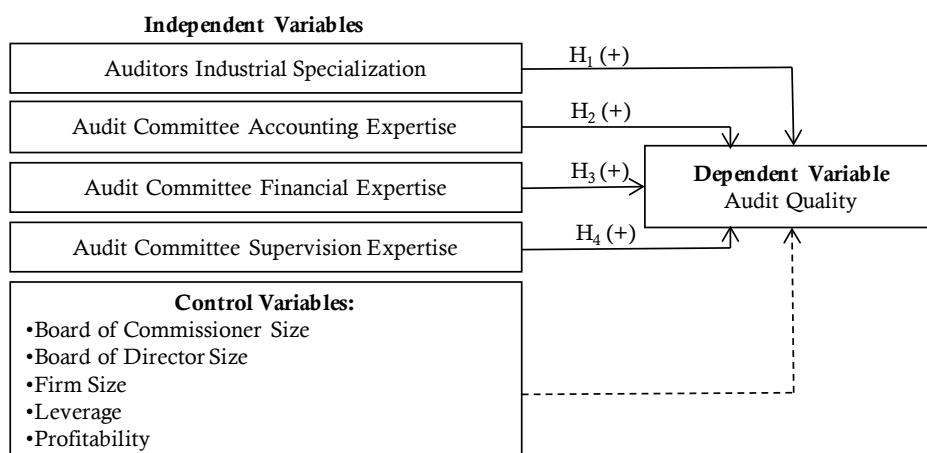 Independent Variables
Auditors Industrial Specialization
H₁ (+)
Audit Committee Accounting Expertise
H₂ (+)
Audit Committee Financial Expertise
H₃ (+)
Audit Committee Supervision Expertise
H₄ (+)
Dependent Variable
Audit Quality
Control Variables:
•Board of Commissioner Size
•Board of Director Size
•Firm Size
•Leverage
•Profitability